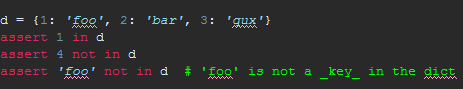 d = {1: 'foo', 2: 'bar', 3: 'qux'}
assert 1 in d
assert 4 not in d
assert 'foo' not in d  # 'foo' is not a _key_ in the dict